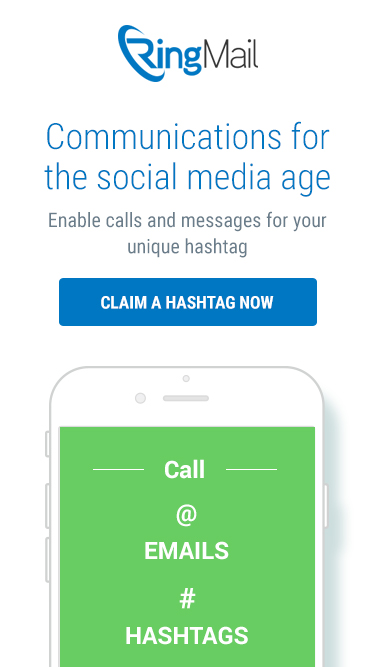 RingMail
Communications for
the social media age
Enable calls and messages for your
unique hashtag
CLAIM A HASHTAG NOW
Call
@
EMAILS
#
HASHTAGS